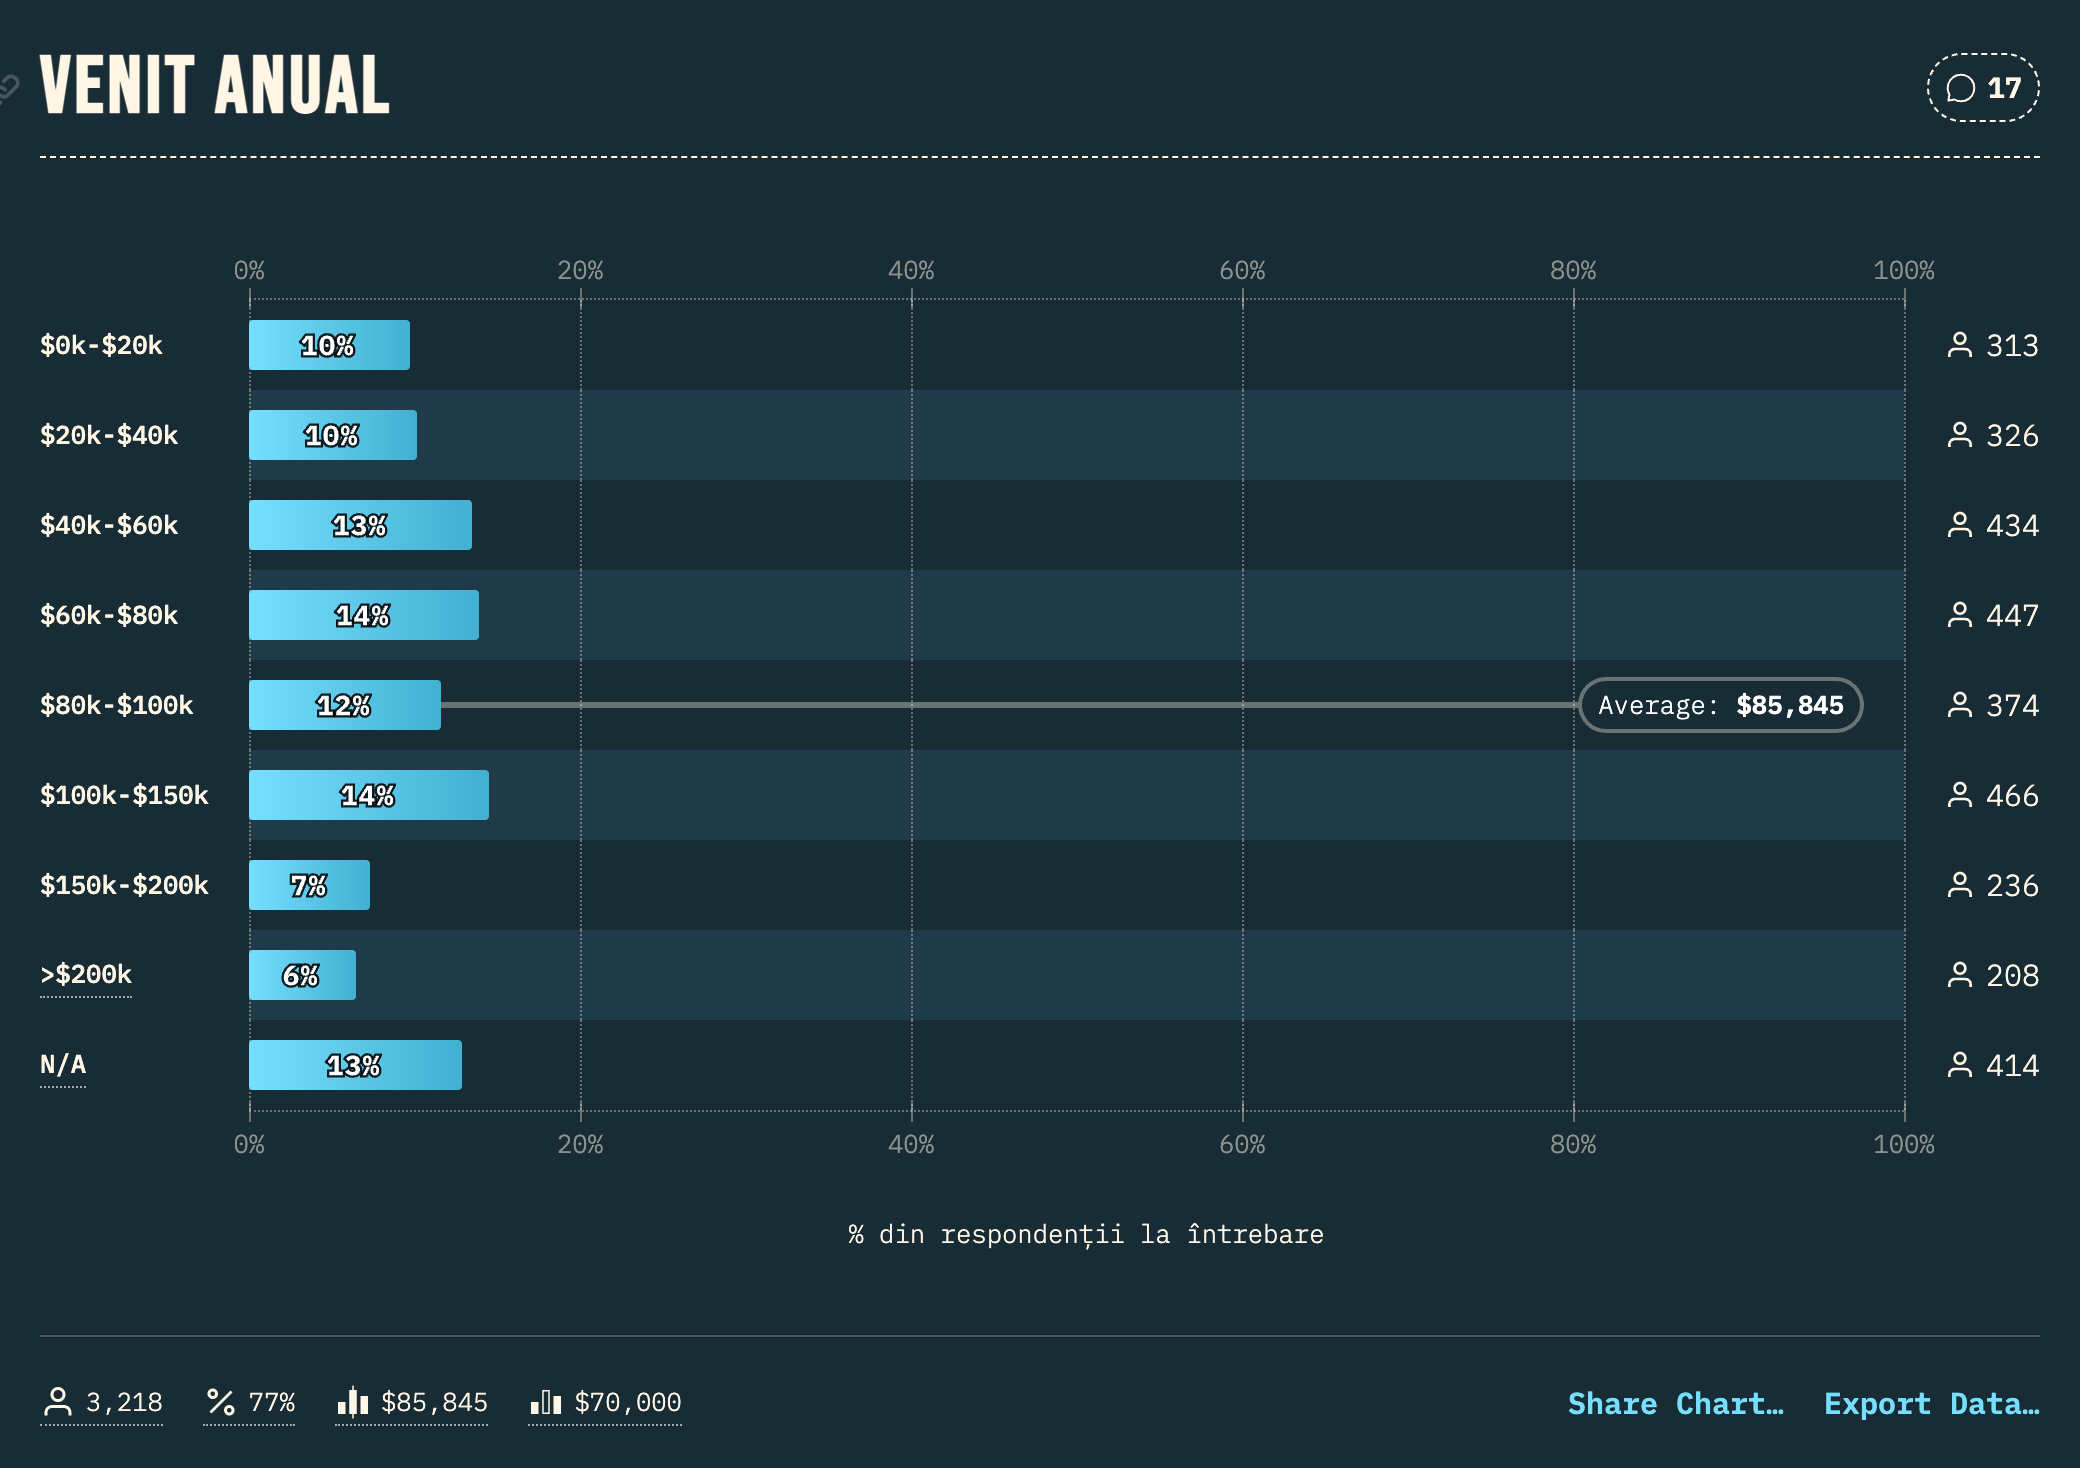 VENIT ANUAL
17
0% 20% 40% 60% 80% 100%
$0k-$20k 10% 313
$20k-$40k 10% 326
$40k-$60k 13% 434
$60k-$80k 14% 447
$80k-$100k 12% Average: $85,845 374
$100k-$150k 14% 466
$150k-$200k 7% 236
>$200k 6% 208
N/A 13% 414
0% 20% 40% 60% 80% 100%
% din respondenții la întrebare
3,218 77% $85,845 $70,000 Share Chart… Export Data…